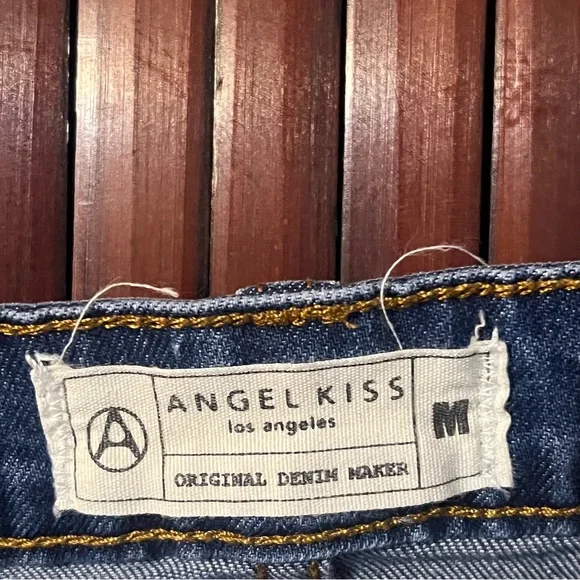 A
ANGEL KISS
los angeles
ORIGINAL DENIM MAKER
M